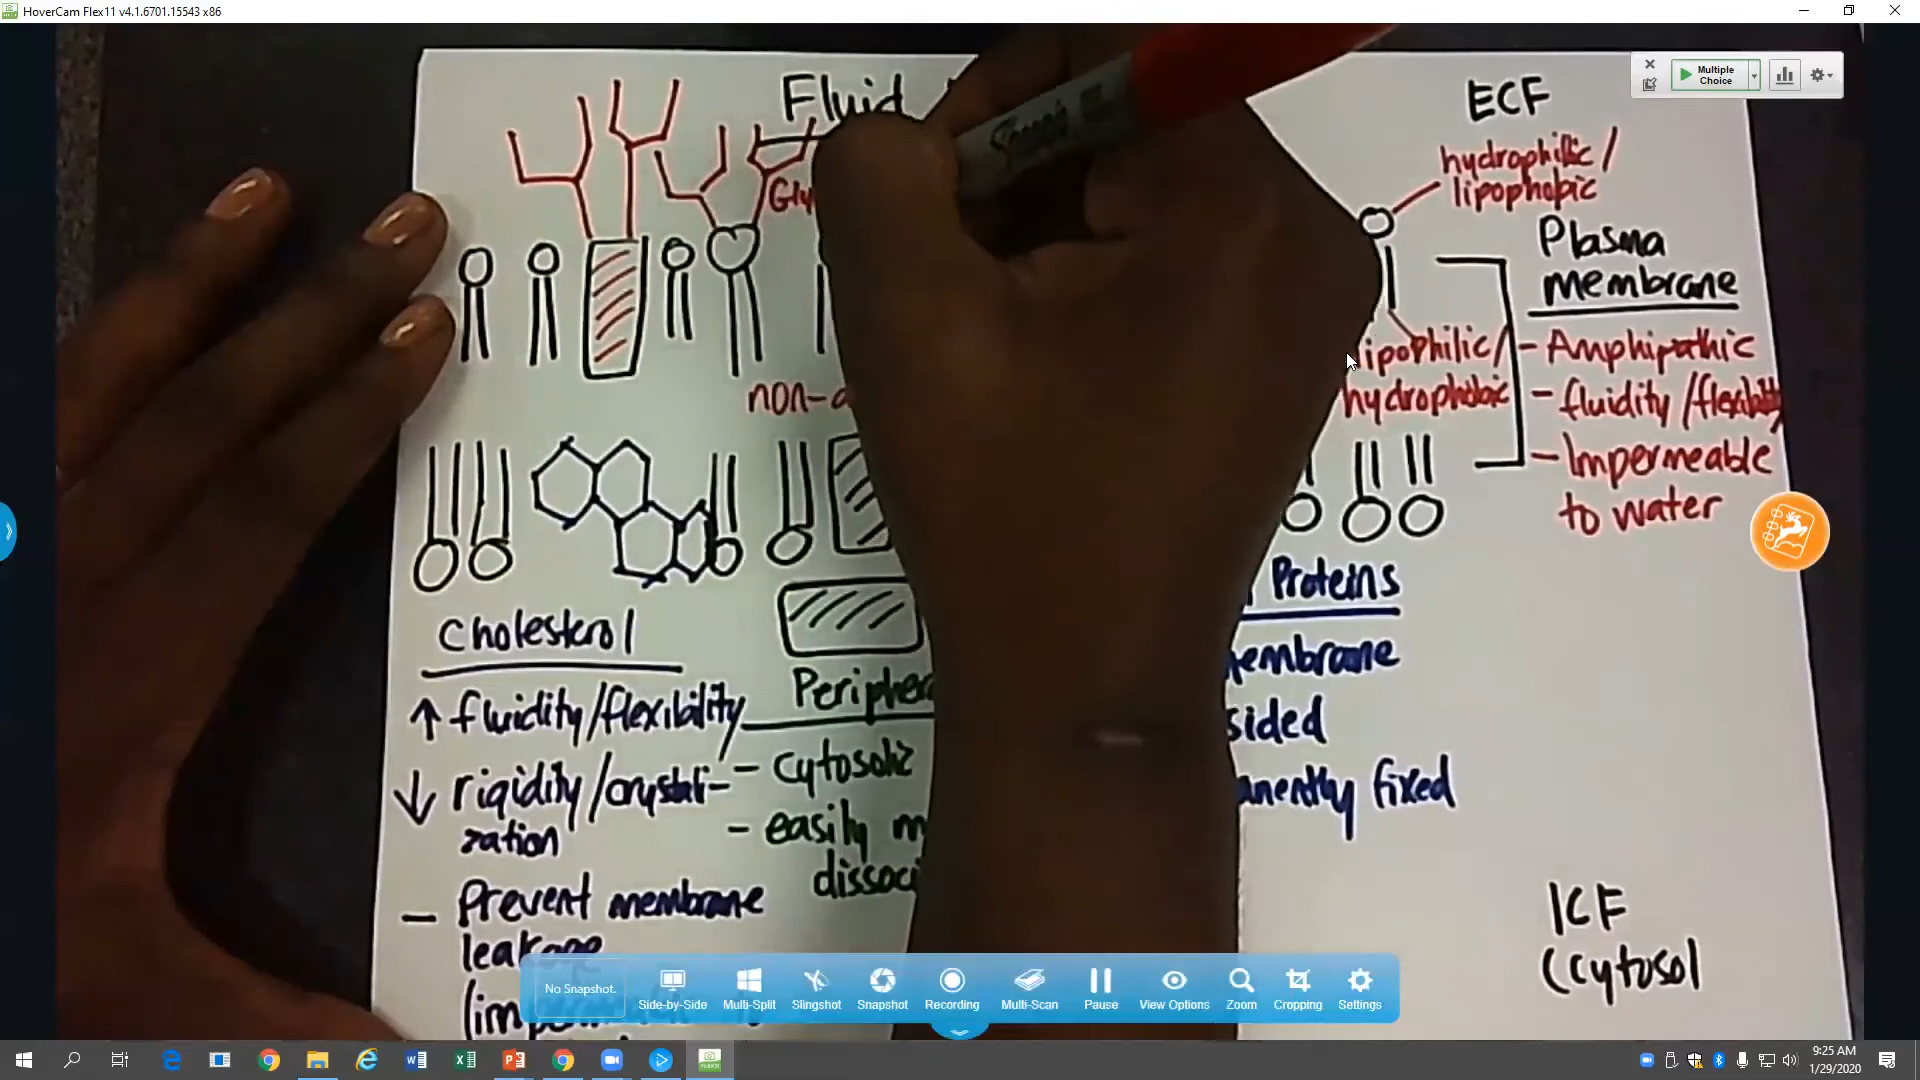 HoverCam Flex11 v4.1.6701.15543 x86
Multiple
Choice
Fluid
ECF
hydrophilic/
lipophobic
Plasma
membrane
lipophilic/
hydrophobic
- Amphipathic
- fluidity/flexibility
- Impermeable
to water
non-
Cholesterol
↑ fluidity/flexibility
↓ rigidity/crystali-
zation
- Prevent membrane
leakage
- cytosolic
- easily
Proteins
membrane
sided
fixed
ICF
(cytosol
No Snapshot.
Side-by-Side
Multi-Split
Slingshot
Snapshot
Recording
Multi-Scan
Pause
View Options
Zoom
Cropping
Settings
9:25 AM
1/29/2020